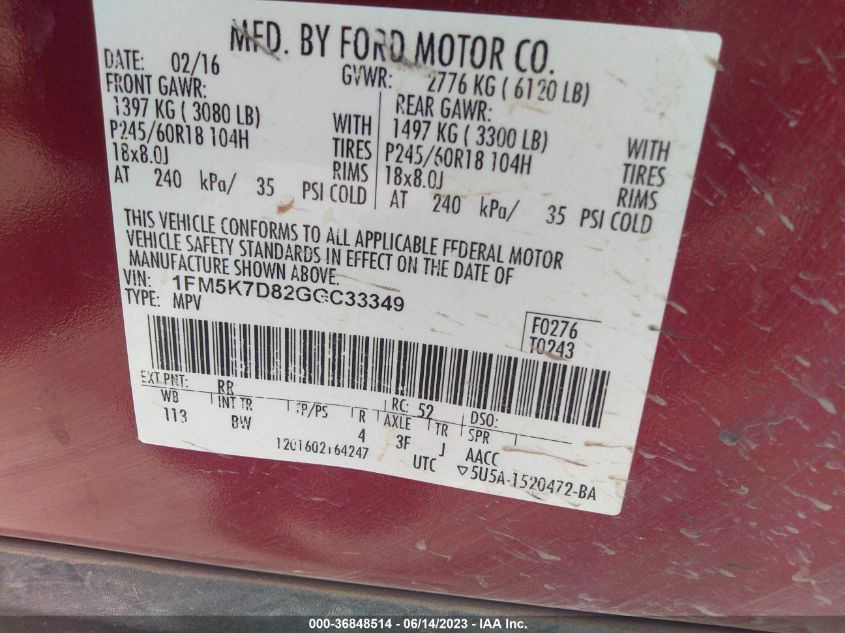 MFD. BY FORD MOTOR CO.
DATE: 02/16 GVWR: 2776 KG ( 6120 LB)
FRONT GAWR: REAR GAWR:
1397 KG ( 3080 LB) WITH 1497 KG ( 3300 LB) WITH
P245/60R18 104H TIRES P245/60R18 104H TIRES
18x8.0J RIMS 18x8.0J RIMS
AT 240 kPa/ 35 PSI COLD AT 240 kPa/ 35 PSI COLD
THIS VEHICLE CONFORMS TO ALL APPLICABLE FEDERAL MOTOR
VEHICLE SAFETY STANDARDS IN EFFECT ON THE DATE OF
MANUFACTURE SHOWN ABOVE.
VIN: 1FM5K7D82GGC33349
TYPE: MPV
F0276
T0243
EXT PNT: RR RC: 52 DSO:
WB INT TR TP/PS R AXLE TR SPR
113 BW 4 3F J AACC
1201602164247 UTC ▽5U5A-1520472-BA
000-36848514 - 06/14/2023 - IAA Inc.